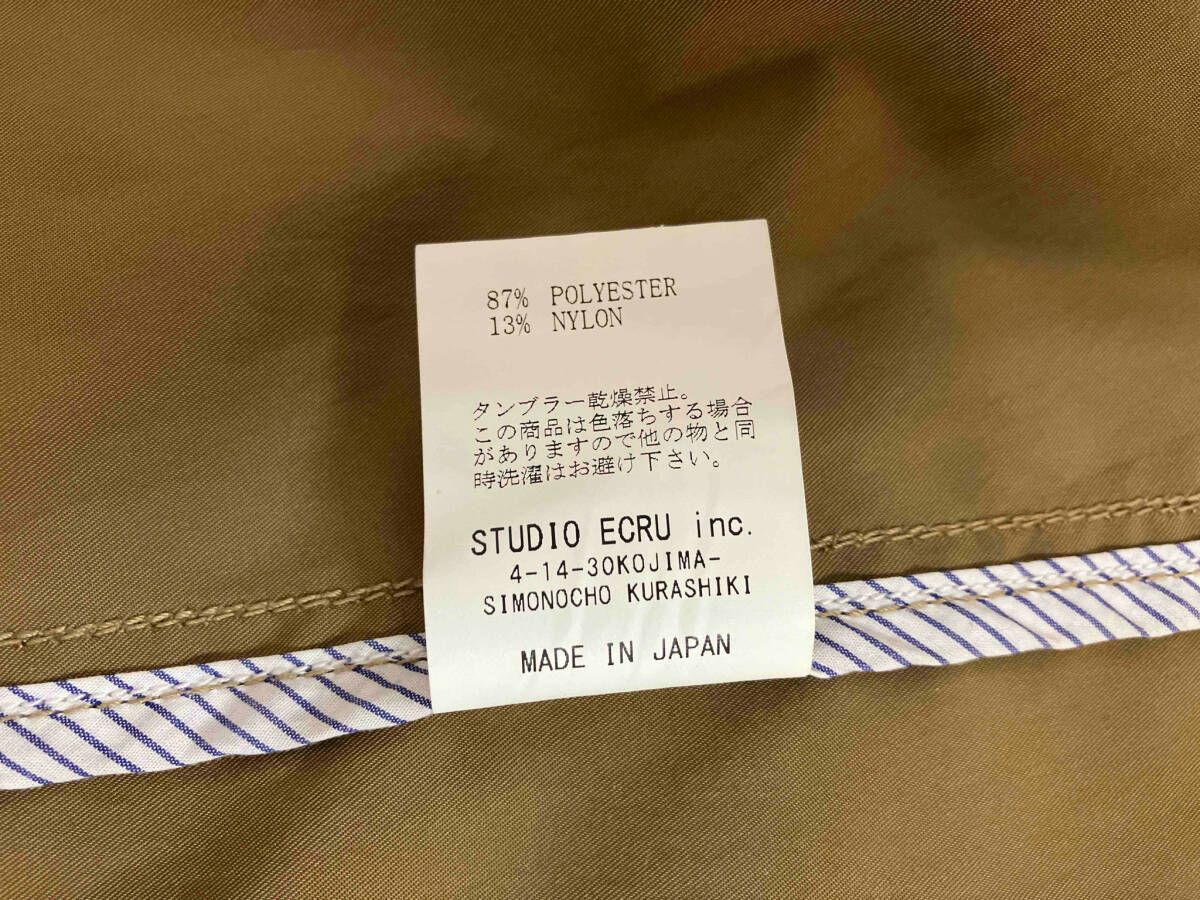 87% POLYESTER
13% NYLON
タンブラー乾燥禁止。
この商品は色落ちする場合
がありますので他の物と同
時洗濯はお避け下さい。
STUDIO ECRU inc.
4-14-30KOJIMA-
SIMONOCHO KURASHIKI
MADE IN JAPAN